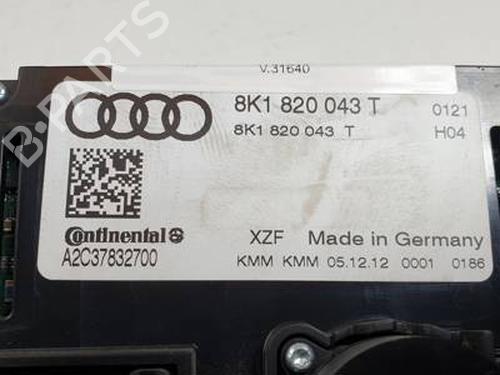 V.31640
8K1 820 043 T 0121
8K1 820 043 T H04
Continental
A2C37832700
XZF Made in Germany
KMM KMM 05.12.12 0001 0186
B-PARTS